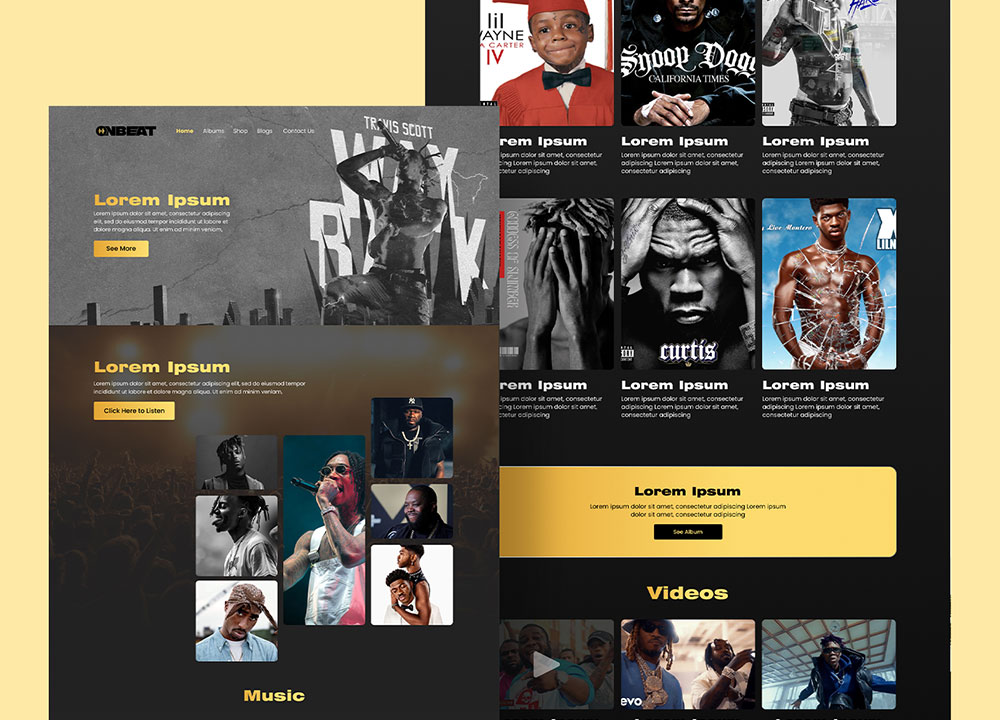 ONBEAT
Home
Albums
Shop
Blogs
Contact Us
TRAVIS SCOTT
Lorem Ipsum
Lorem ipsum dolor sit amet, consectetur adipiscing
elit, sed do eiusmod tempor incididunt ut labore et
dolore magna aliqua. Ut enim ad minim veniam,
See More
Lorem Ipsum
Lorem ipsum dolor sit amet, consectetur adipiscing elit, sed do eiusmod tempor
incididunt ut labore et dolore magna aliqua. Ut enim ad minim veniam,
Click Here to Listen
Music
lil
WAYNE
A CARTER
IV
Snoop Dogg
CALIFORNIA TIMES
rem Ipsum
ipsum dolor sit amet, consectetur
adipiscing Lorem ipsum dolor sit amet,
ectetur adipiscing
Lorem Ipsum
Lorem ipsum dolor sit amet, consectetur
adipiscing Lorem ipsum dolor sit amet,
consectetur adipiscing
Lorem Ipsum
Lorem ipsum dolor sit amet, consectetur
adipiscing Lorem ipsum dolor sit amet,
consectetur adipiscing
curtis
Montero
LILN
rem Ipsum
ipsum dolor sit amet, consectetur
adipiscing Lorem ipsum dolor sit amet,
ectetur adipiscing
Lorem Ipsum
Lorem ipsum dolor sit amet, consectetur
adipiscing Lorem ipsum dolor sit amet,
consectetur adipiscing
Lorem Ipsum
Lorem ipsum dolor sit amet, consectetur
adipiscing Lorem ipsum dolor sit amet,
consectetur adipiscing
Lorem Ipsum
Lorem ipsum dolor sit amet, consectetur adipiscing Lorem ipsum
dolor sit amet, consectetur adipiscing
See Album
Videos
evo